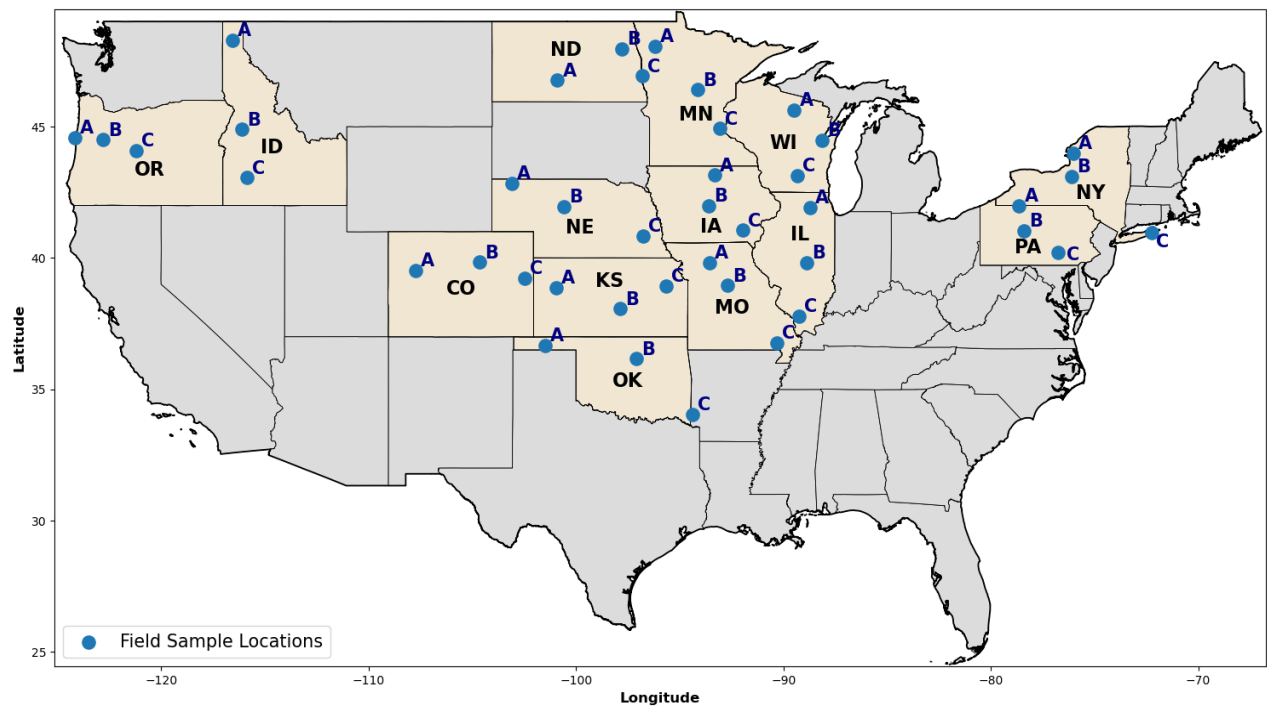 A
B
A
ND
B
A
C
B
A
MN
C
WI
B
C
A
B
C
OR
B
ID
C
A
B
NY
A
B
C
NE
A
B
IA
C
A
IL
B
A
B
PA
C
C
A
B
C
CO
A
KS
C
B
A
B
MO
C
C
A
B
OK
C
Latitude
45
40
35
30
25
Field Sample Locations
−120
−110
−100
−90
−80
−70
Longitude